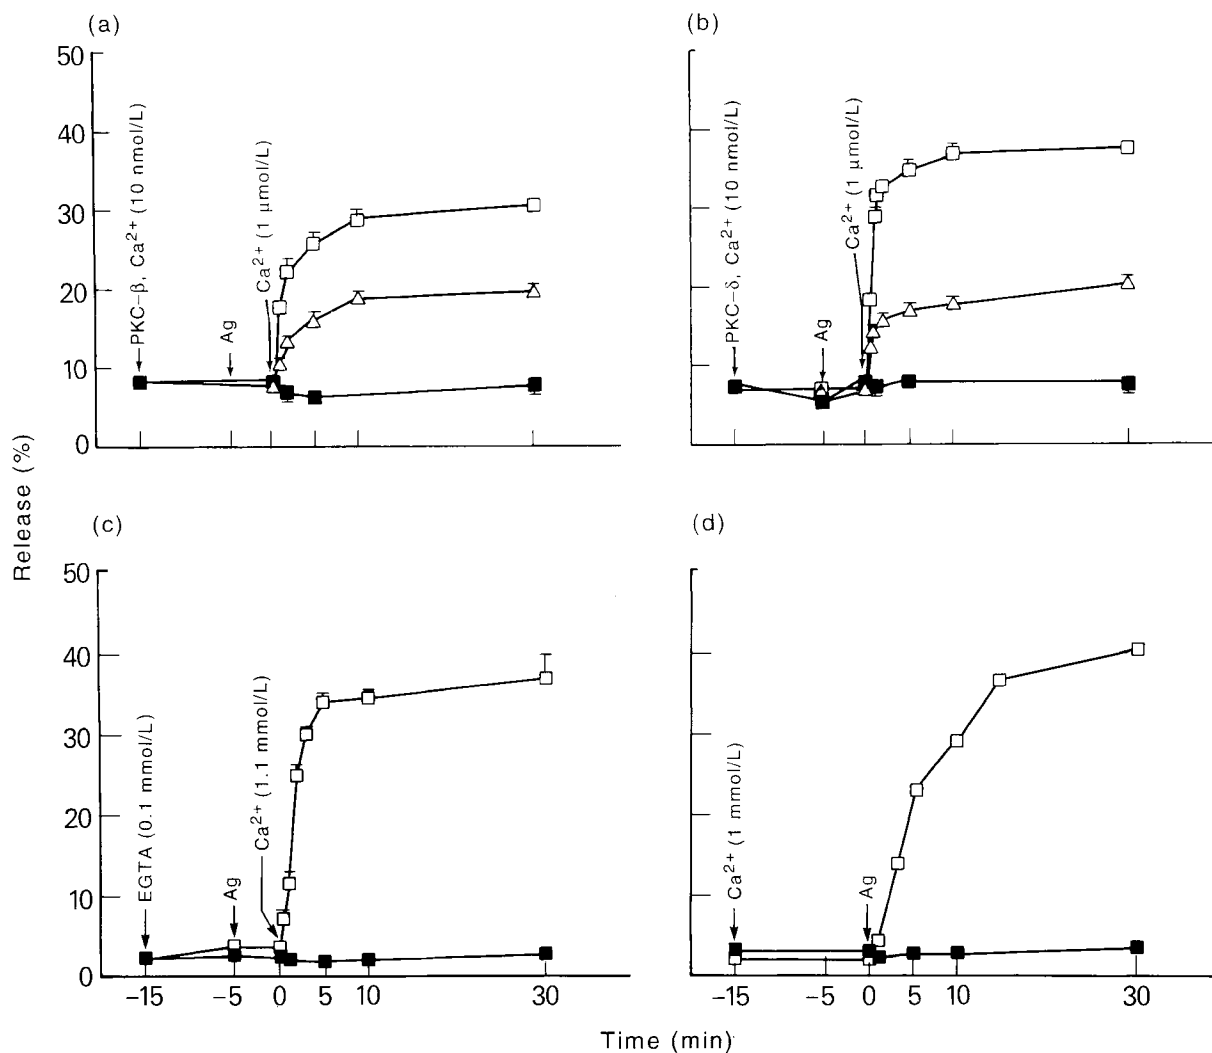 (a)
50
40
30
20
10
0
PKC–β, Ca2+ (10 nmol/L)
Ag
Ca2+ (1 μmol/L)
(b)
PKC–δ, Ca2+ (10 nmol/L)
Ag
Ca2+ (1 μmol/L)
Release (%)
(c)
50
40
30
20
10
0
EGTA (0.1 mmol/L)
Ag
Ca2+ (1.1 mmol/L)
–15
–5
0
5
10
30
(d)
Ca2+ (1 mmol/L)
Ag
–15
–5
0
5
10
30
Time (min)